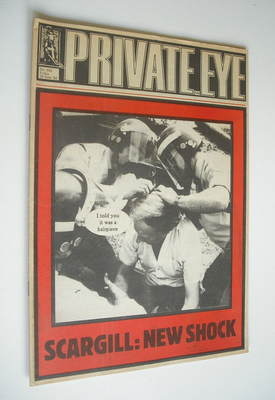 PRIVATE EYE
I told you
it was a
hairpiece
SCARGILL: NEW SHOCK